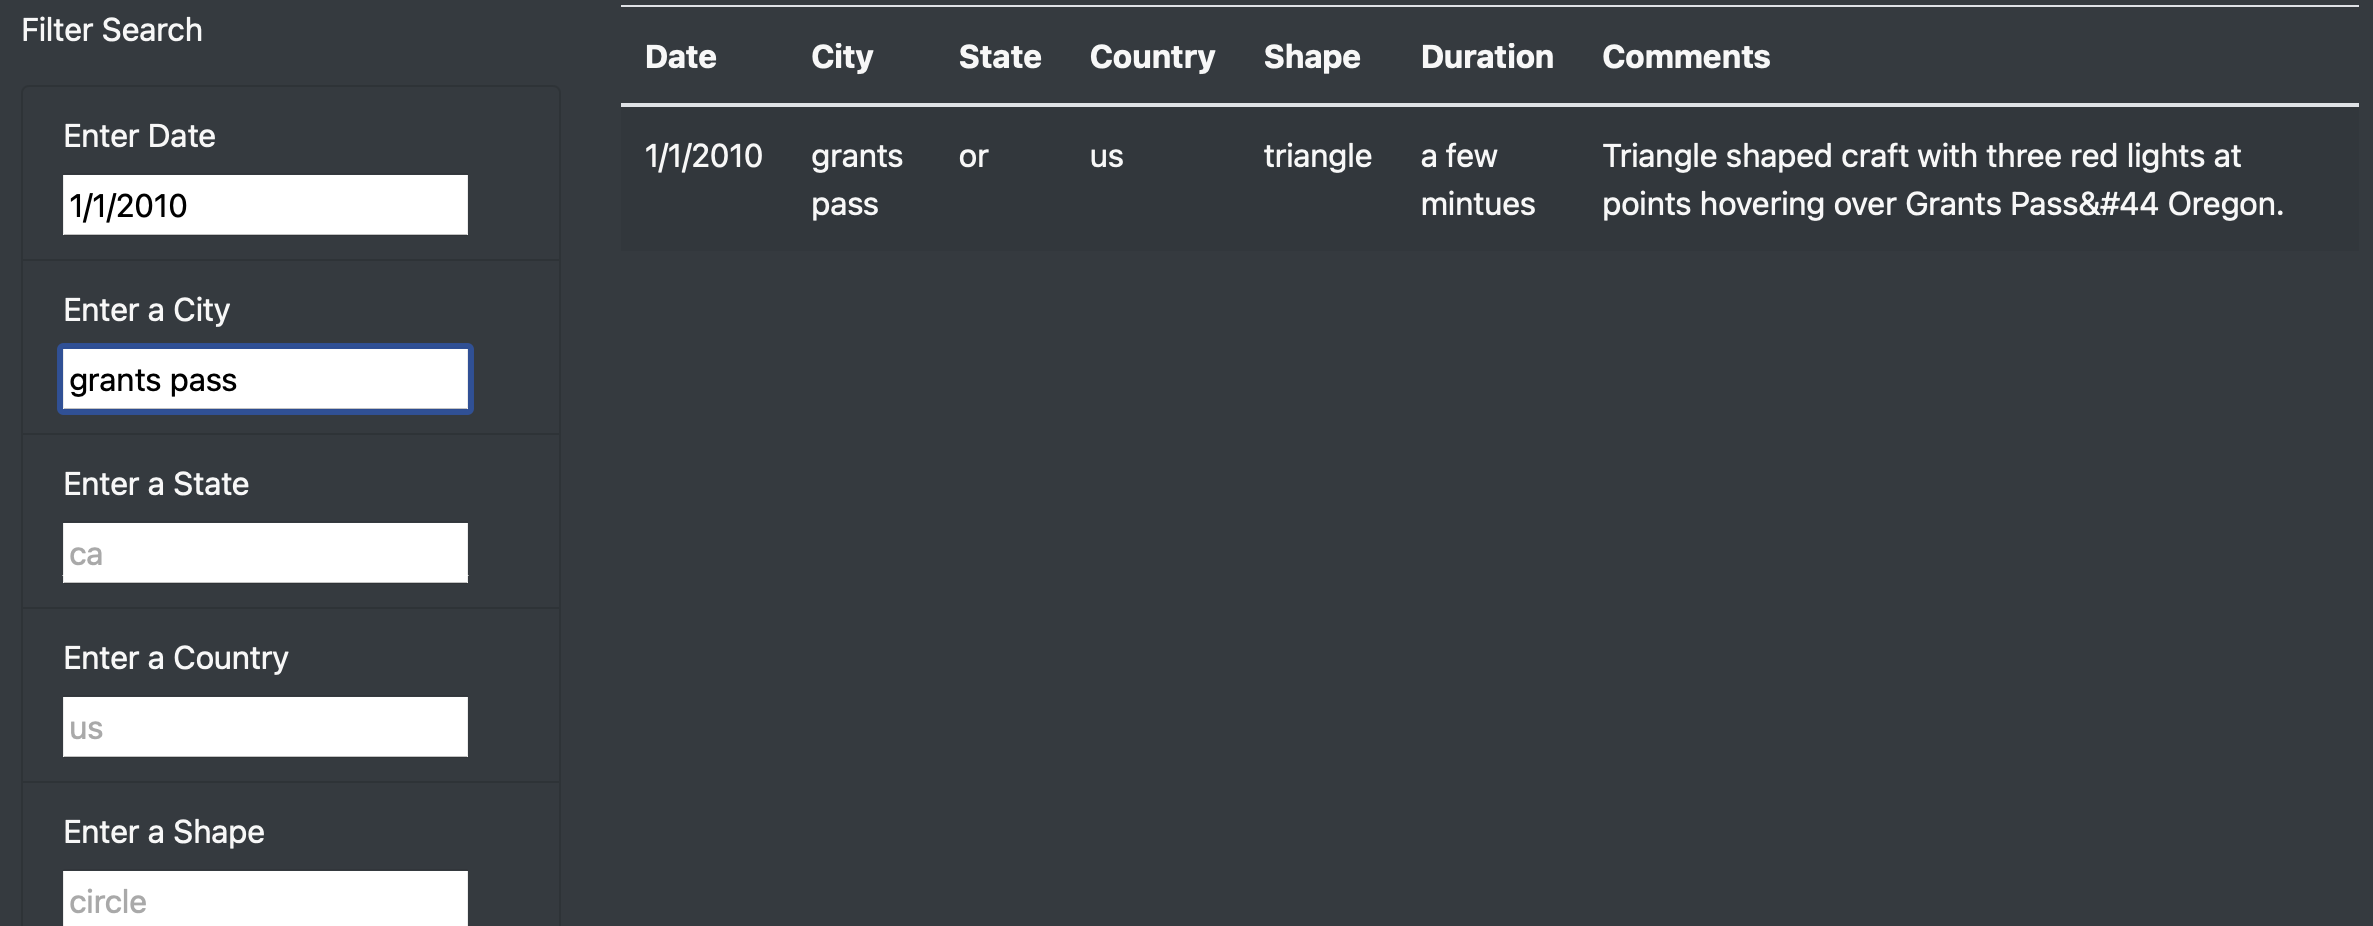 Filter Search
Enter Date
1/1/2010
Enter a City
grants pass
Enter a State
ca
Enter a Country
us
Enter a Shape
circle
Date City State Country Shape Duration Comments
1/1/2010 grants or us triangle a few Triangle shaped craft with three red lights at
pass mintues points hovering over Grants Pass&#44 Oregon.